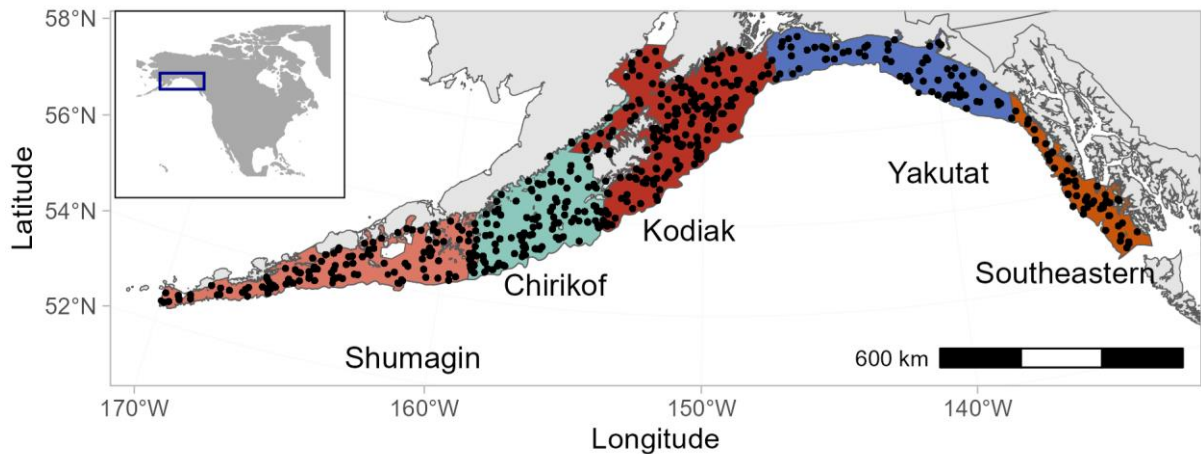 58°N
56°N
54°N
52°N
Latitude
Yakutat
Kodiak
Southeastern
Chirikof
Shumagin
600 km
170°W
160°W
150°W
140°W
Longitude